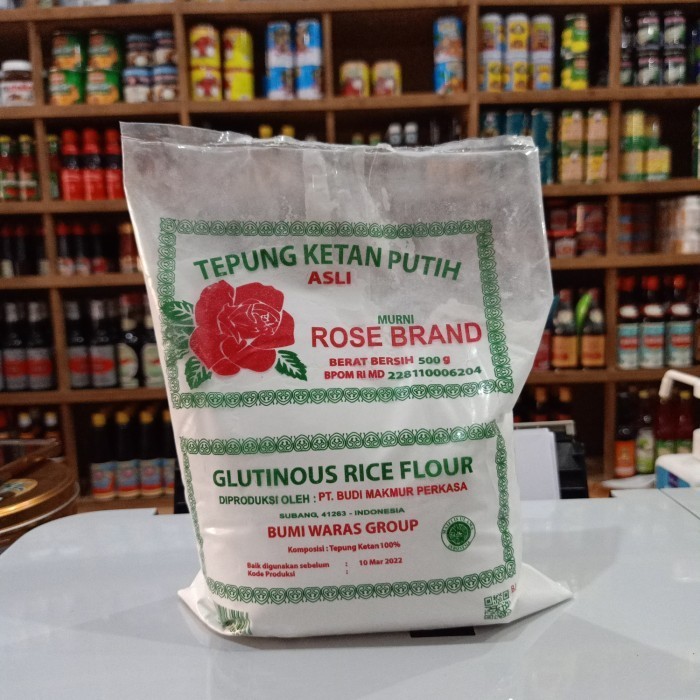 TEPUNG KETAN PUTIH
ASLI
MURNI
ROSE BRAND
BERAT BERSIH 500 g
BPOM RI MD 228110006204
GLUTINOUS RICE FLOUR
DIPRODUKSI OLEH : PT. BUDI MAKMUR PERKASA
SUBANG, 41263 - INDONESIA
BUMI WARAS GROUP
Komposisi : Tepung Ketan 100%
Baik digunakan sebelum : 10 Mar 2022
Kode Produksi :